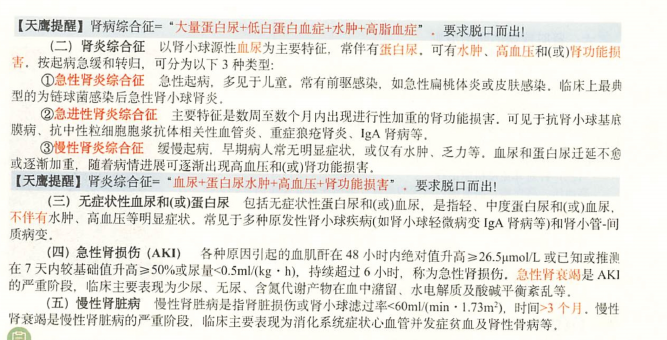 【天鹰提醒】肾病综合征=“大量蛋白尿+低白蛋白血症+水肿+高脂血症”，要求脱口而出!
(二) 肾炎综合征 以肾小球源性血尿为主要特征，常伴有蛋白尿。可有水肿、高血压和(或)肾功能损
害。按起病急缓和转归，可分为以下 3 种类型:
①急性肾炎综合征 急性起病，多见于儿童。常有前驱感染，如急性扁桃体炎或皮肤感染。临床上最典
型的为链球菌感染后急性肾小球肾炎。
②急进性肾炎综合征 主要特征是数周至数个月内出现进行性加重的肾功能损害。可见于抗肾小球基底
膜病、抗中性粒细胞胞浆抗体相关性血管炎、重症狼疮肾炎、IgA 肾病等。
③慢性肾炎综合征 缓慢起病，早期病人常无明显症状，或仅有水肿、乏力等，血尿和蛋白尿迁延不愈
或逐渐加重，随着病情进展可逐渐出现高血压和(或)肾功能损害。
【天鹰提醒】肾炎综合征=“血尿+蛋白尿水肿+高血压+肾功能损害”，要求脱口而出!
(三) 无症状性血尿和(或)蛋白尿 包括无症状性蛋白尿和(或)血尿，是指轻、中度蛋白尿和(或)血尿，
不伴有水肿、高血压等明显症状。常见于多种原发性肾小球疾病(如肾小球轻微病变 IgA 肾病等)和肾小管-间
质病变。
(四) 急性肾损伤 (AKI) 各种原因引起的血肌酐在 48 小时内绝对值升高≥26.5μmol/L 或已知或推测
在 7 天内较基础值升高≥50%或尿量<0.5ml/(kg·h)，持续超过 6 小时，称为急性肾损伤。急性肾衰竭是 AKI
的严重阶段，临床主要表现为少尿、无尿、含氮代谢产物在血中潴留、水电解质及酸碱平衡紊乱等。
(五) 慢性肾脏病 慢性肾脏病是指肾脏损伤或肾小球滤过率<60ml/(min·1.73m²)，时间>3 个月。慢性
肾衰竭是慢性肾脏病的严重阶段，临床主要表现为消化系统症状心血管并发症贫血及肾性骨病等。